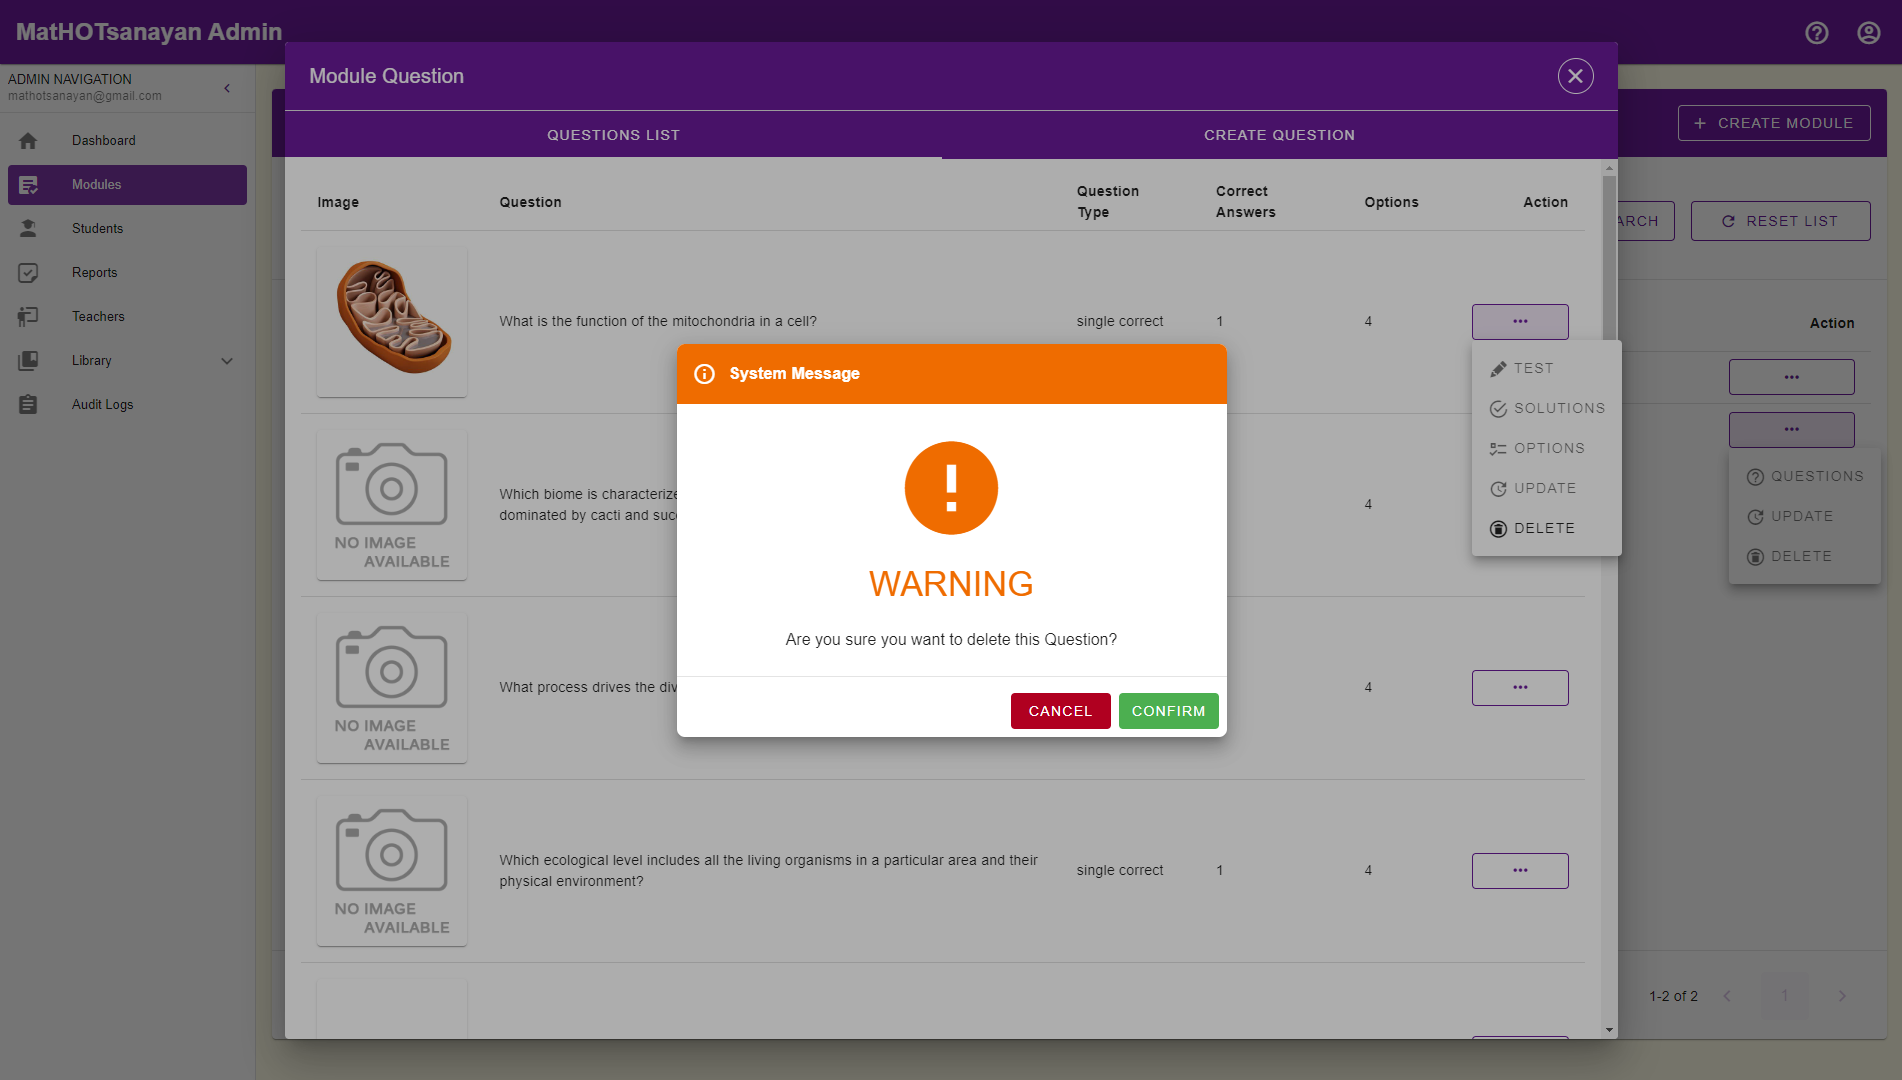 MatHOTsanayan Admin
ADMIN NAVIGATION
mathotsanayan@gmail.com
Dashboard
Modules
Students
Reports
Teachers
Library
Audit Logs
Module Question
QUESTIONS LIST
CREATE QUESTION
+ CREATE MODULE
ARCH
RESET LIST
Image
Question
Question
Type
Correct
Answers
Options
Action
Action
What is the function of the mitochondria in a cell?
single correct
1
4
...
...
...
TEST
SOLUTIONS
OPTIONS
UPDATE
DELETE
QUESTIONS
UPDATE
DELETE
System Message
WARNING
Are you sure you want to delete this Question?
CANCEL
CONFIRM
NO IMAGE
AVAILABLE
Which biome is characterize
dominated by cacti and suc
4
NO IMAGE
AVAILABLE
What process drives the div
4
...
NO IMAGE
AVAILABLE
Which ecological level includes all the living organisms in a particular area and their
physical environment?
single correct
1
4
...
1-2 of 2
1